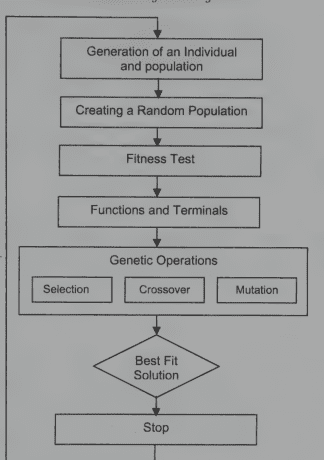 Generation of an Individual
and population
Creating a Random Population
Fitness Test
Functions and Terminals
Genetic Operations
Selection
Crossover
Mutation
Best Fit
Solution
Stop